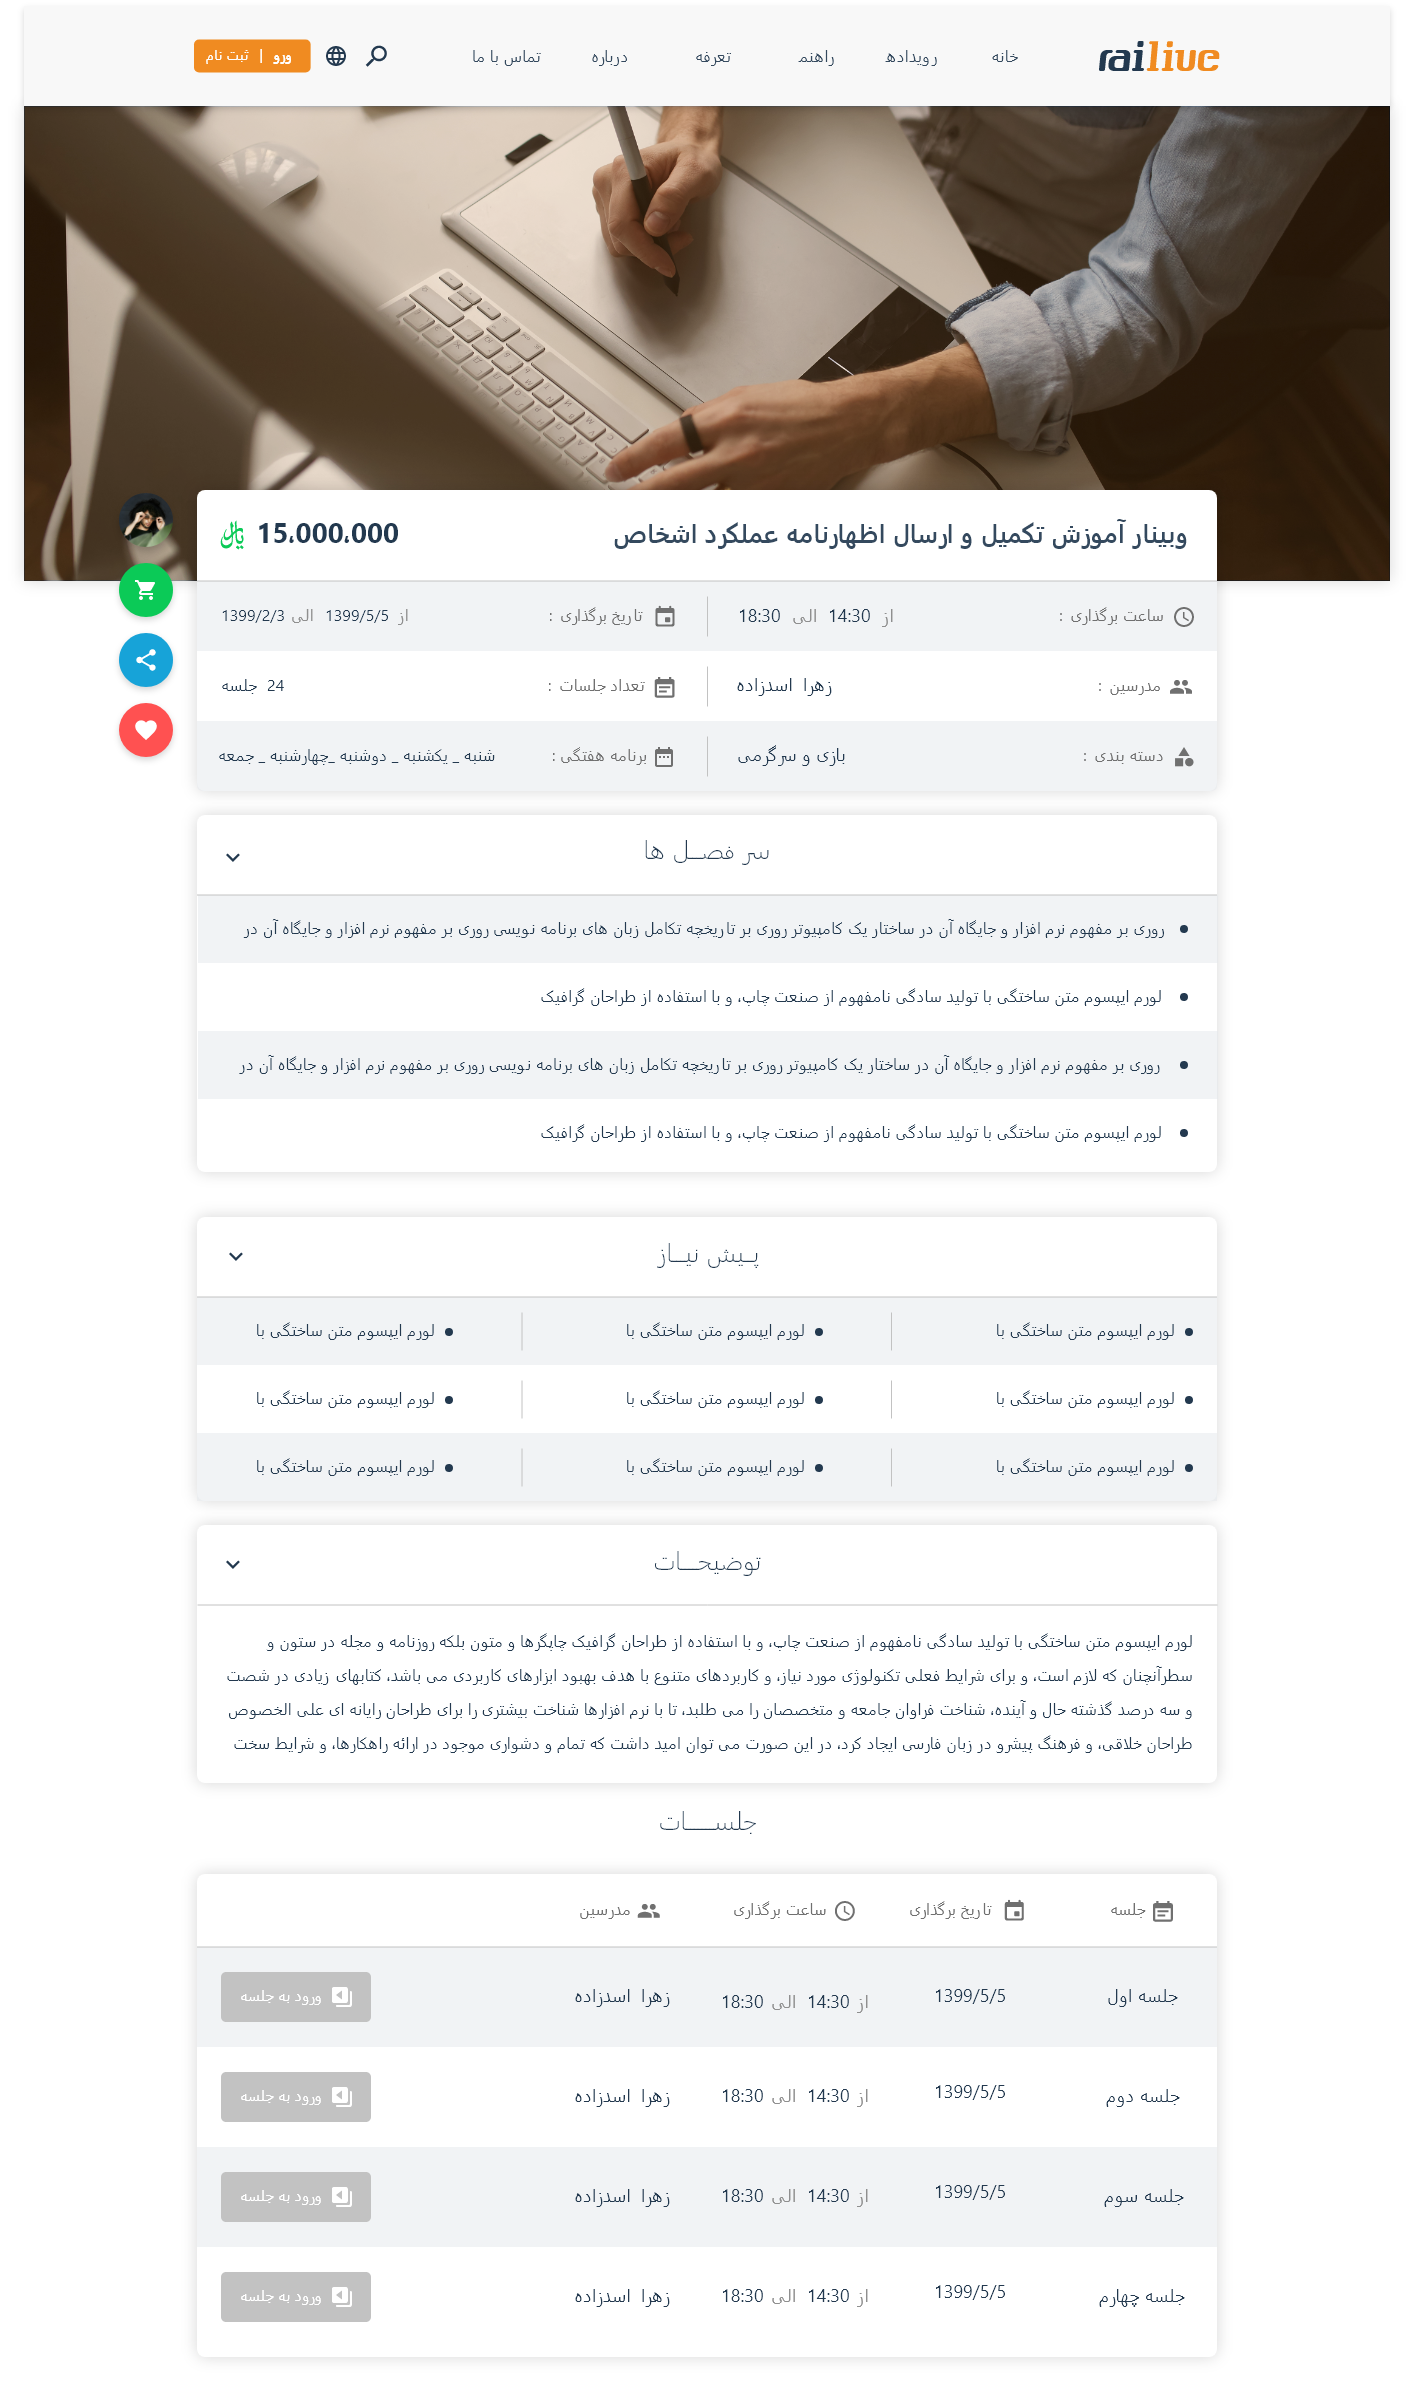 railive
خانه رویداده راهنم تعرفه درباره تماس با ما
ورو | ثبت نام
وبینار آموزش تکمیل و ارسال اظهارنامه عملکرد اشخاص
15،000،000 ﷼
ساعت برگذاری : از 14:30 الی 18:30
تاریخ برگذاری : از 1399/5/5 الی 1399/2/3
مدرسین : زهرا اسدزاده
تعداد جلسات : 24 جلسه
دسته بندی : بازی و سرگرمی
برنامه هفتگی : شنبه _ یکشنبه _ دوشنبه _چهارشنبه _ جمعه
سر فصــل ها
روری بر مفهوم نرم افزار و جایگاه آن در ساختار یک کامپیوتر روری بر تاریخچه تکامل زبان های برنامه نویسی روری بر مفهوم نرم افزار و جایگاه آن در
لورم ایپسوم متن ساختگی با تولید سادگی نامفهوم از صنعت چاپ، و با استفاده از طراحان گرافیک
روری بر مفهوم نرم افزار و جایگاه آن در ساختار یک کامپیوتر روری بر تاریخچه تکامل زبان های برنامه نویسی روری بر مفهوم نرم افزار و جایگاه آن در
لورم ایپسوم متن ساختگی با تولید سادگی نامفهوم از صنعت چاپ، و با استفاده از طراحان گرافیک
پــیش نیــاز
لورم ایپسوم متن ساختگی با لورم ایپسوم متن ساختگی با لورم ایپسوم متن ساختگی با
لورم ایپسوم متن ساختگی با لورم ایپسوم متن ساختگی با لورم ایپسوم متن ساختگی با
لورم ایپسوم متن ساختگی با لورم ایپسوم متن ساختگی با لورم ایپسوم متن ساختگی با
توضیحــات
لورم ایپسوم متن ساختگی با تولید سادگی نامفهوم از صنعت چاپ، و با استفاده از طراحان گرافیک چاپگرها و متون بلکه روزنامه و مجله در ستون و
سطرآنچنان که لازم است، و برای شرایط فعلی تکنولوژی مورد نیاز، و کاربردهای متنوع با هدف بهبود ابزارهای کاربردی می باشد، کتابهای زیادی در شصت
و سه درصد گذشته حال و آینده، شناخت فراوان جامعه و متخصصان را می طلبد، تا با نرم افزارها شناخت بیشتری را برای طراحان رایانه ای علی الخصوص
طراحان خلاقی، و فرهنگ پیشرو در زبان فارسی ایجاد کرد، در این صورت می توان امید داشت که تمام و دشواری موجود در ارائه راهکارها، و شرایط سخت
جلســـات
جلسه تاریخ برگذاری ساعت برگذاری مدرسین
جلسه اول 1399/5/5 از 14:30 الی 18:30 زهرا اسدزاده ورود به جلسه
جلسه دوم 1399/5/5 از 14:30 الی 18:30 زهرا اسدزاده ورود به جلسه
جلسه سوم 1399/5/5 از 14:30 الی 18:30 زهرا اسدزاده ورود به جلسه
جلسه چهارم 1399/5/5 از 14:30 الی 18:30 زهرا اسدزاده ورود به جلسه